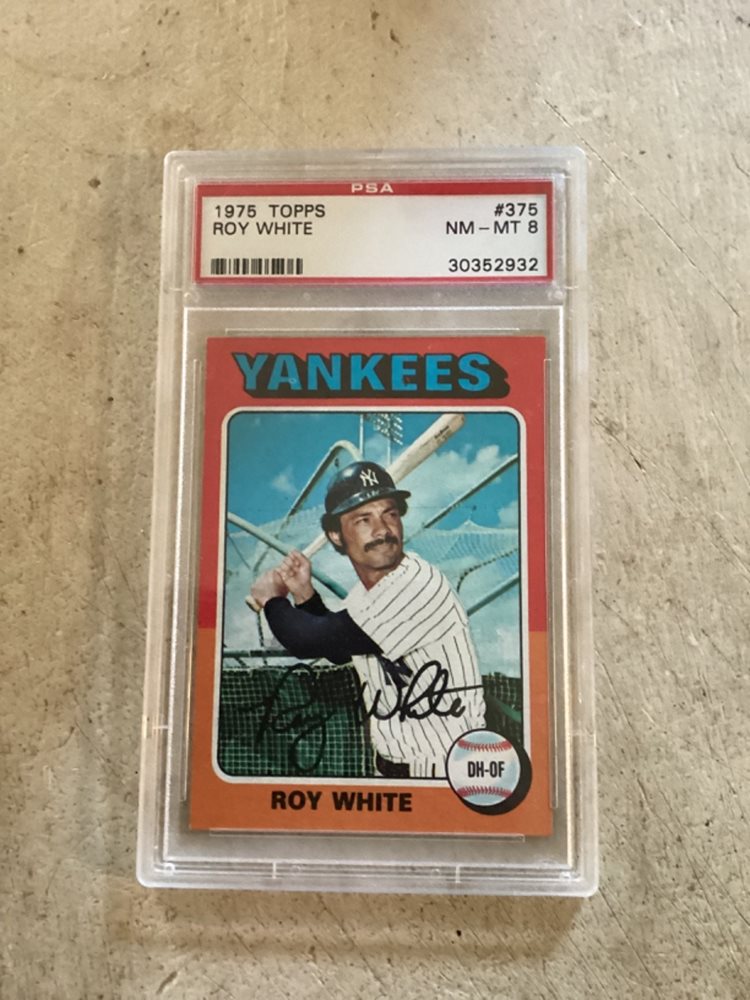 PSA
1975 TOPPS #375
ROY WHITE NM-MT 8
30352932
YANKEES
NY
Roy White
DH-OF
ROY WHITE